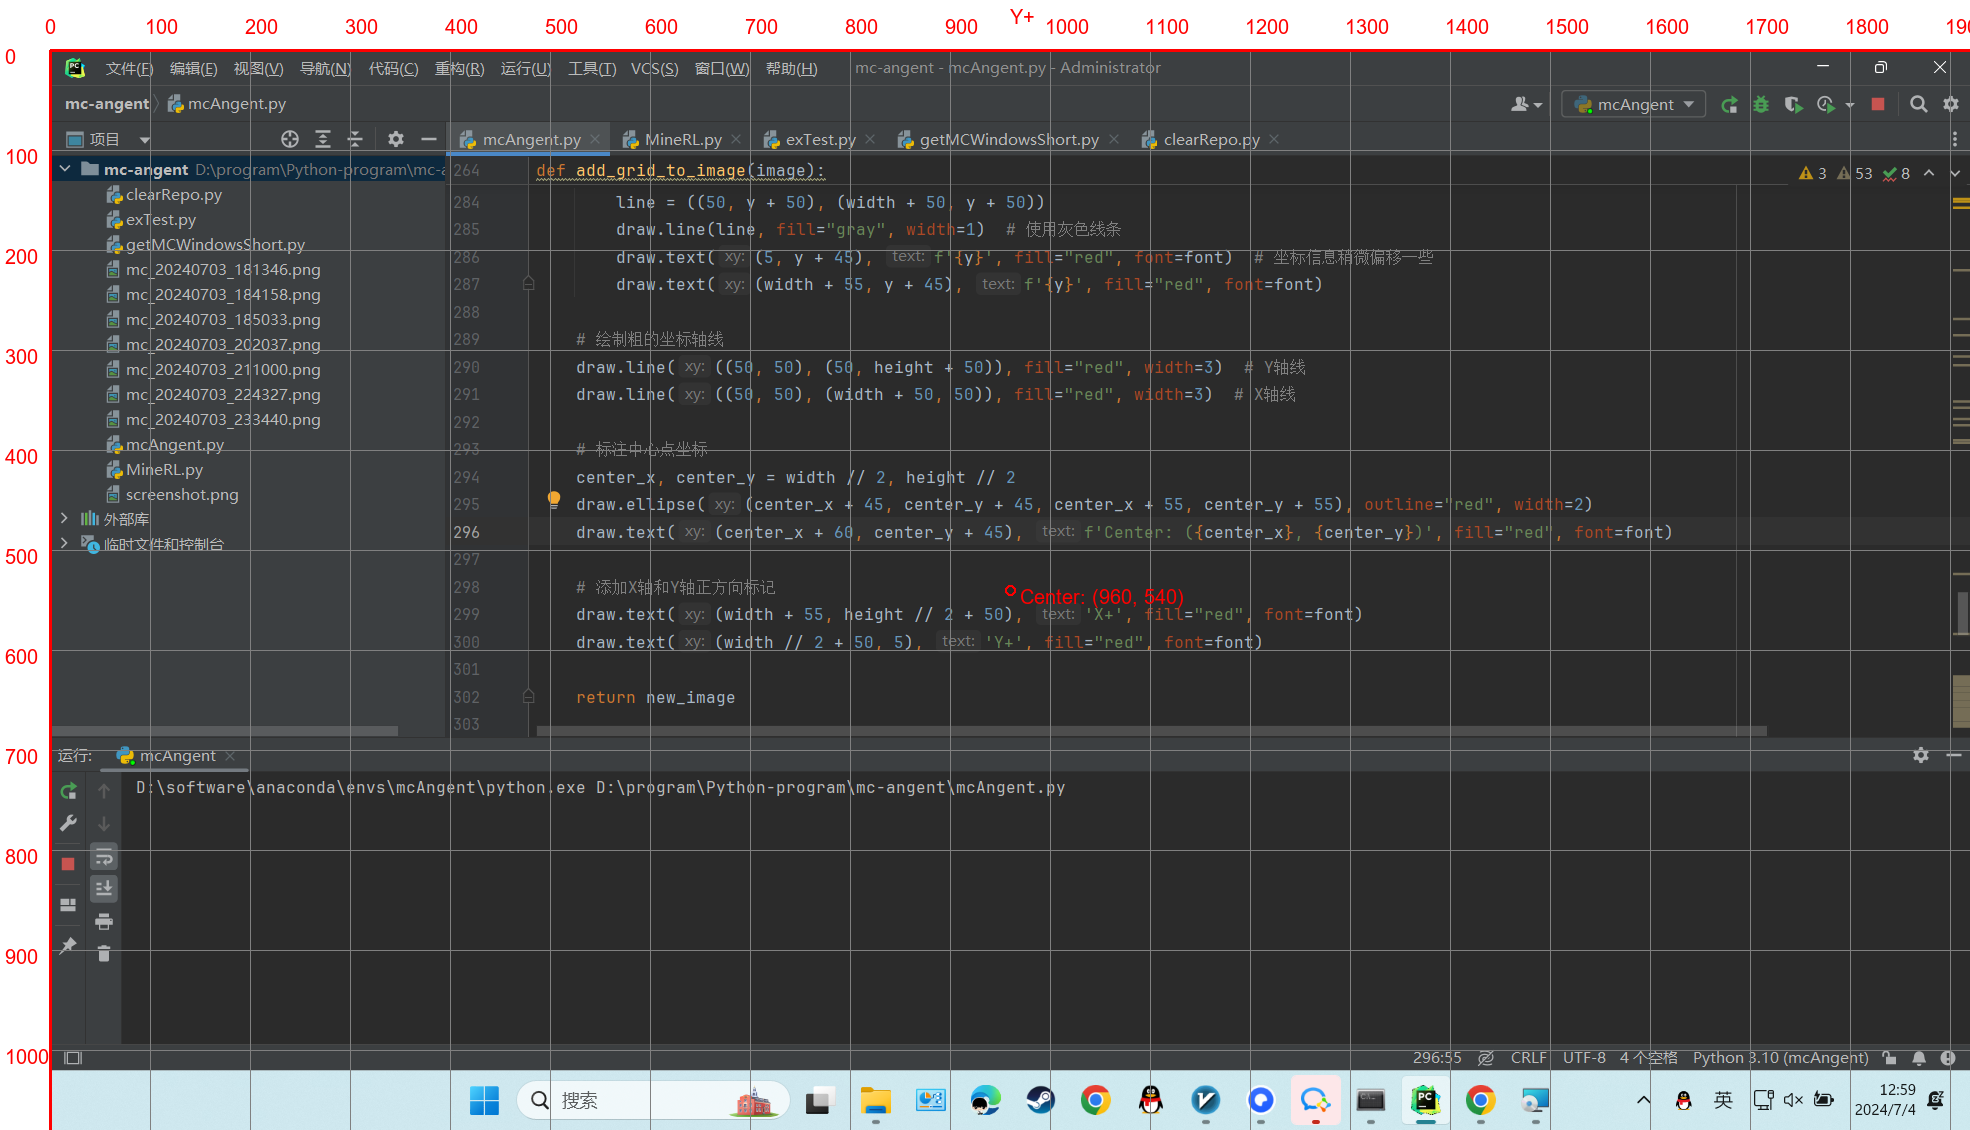 Y+
0 100 200 300 400 500 600 700 800 900 1000 1100 1200 1300 1400 1500 1600 1700 1800
0
文件(F) 编辑(E) 视图(V) 导航(N) 代码(C) 重构(R) 运行(U) 工具(T) VCS(S) 窗口(W) 帮助(H) mc-angent - mcAngent.py - Administrator
mc-angent mcAngent.py mcAngent
项目 mcAngent.py MineRL.py exTest.py getMCWindowsShort.py clearRepo.py
100
mc-angent D:\program\Python-program\mc-a
clearRepo.py
exTest.py
getMCWindowsShort.py
200
mc_20240703_181346.png
mc_20240703_184158.png
mc_20240703_185033.png
mc_20240703_202037.png
300
mc_20240703_211000.png
mc_20240703_224327.png
mc_20240703_233440.png
mcAngent.py
400
MineRL.py
screenshot.png
外部库
临时文件和控制台
500
600
264 def add_grid_to_image(image): 3 53 8
284 line = ((50, y + 50), (width + 50, y + 50))
285 draw.line(line, fill="gray", width=1) # 使用灰色线条
286 draw.text( xy: (5, y + 45), text: f'{y}', fill="red", font=font) # 坐标信息稍微偏移一些
287 draw.text( xy: (width + 55, y + 45), text: f'{y}', fill="red", font=font)
288
289 # 绘制粗的坐标轴线
290 draw.line( xy: ((50, 50), (50, height + 50)), fill="red", width=3) # Y轴线
291 draw.line( xy: ((50, 50), (width + 50, 50)), fill="red", width=3) # X轴线
292
293 # 标注中心点坐标
294 center_x, center_y = width // 2, height // 2
295 draw.ellipse( xy: (center_x + 45, center_y + 45, center_x + 55, center_y + 55), outline="red", width=2)
296 draw.text( xy: (center_x + 60, center_y + 45), text: f'Center: ({center_x}, {center_y})', fill="red", font=font)
297
298 # 添加X轴和Y轴正方向标记
Center: (960, 540)
299 draw.text( xy: (width + 55, height // 2 + 50), text: 'X+', fill="red", font=font)
300 draw.text( xy: (width // 2 + 50, 5), text: 'Y+', fill="red", font=font)
301
302 return new_image
303
700
运行: mcAngent
D:\software\anaconda\envs\mcAngent\python.exe D:\program\Python-program\mc-angent\mcAngent.py
800
900
1000
296:55 CRLF UTF-8 4 个空格 Python 3.10 (mcAngent)
搜索 英 12:59
2024/7/4